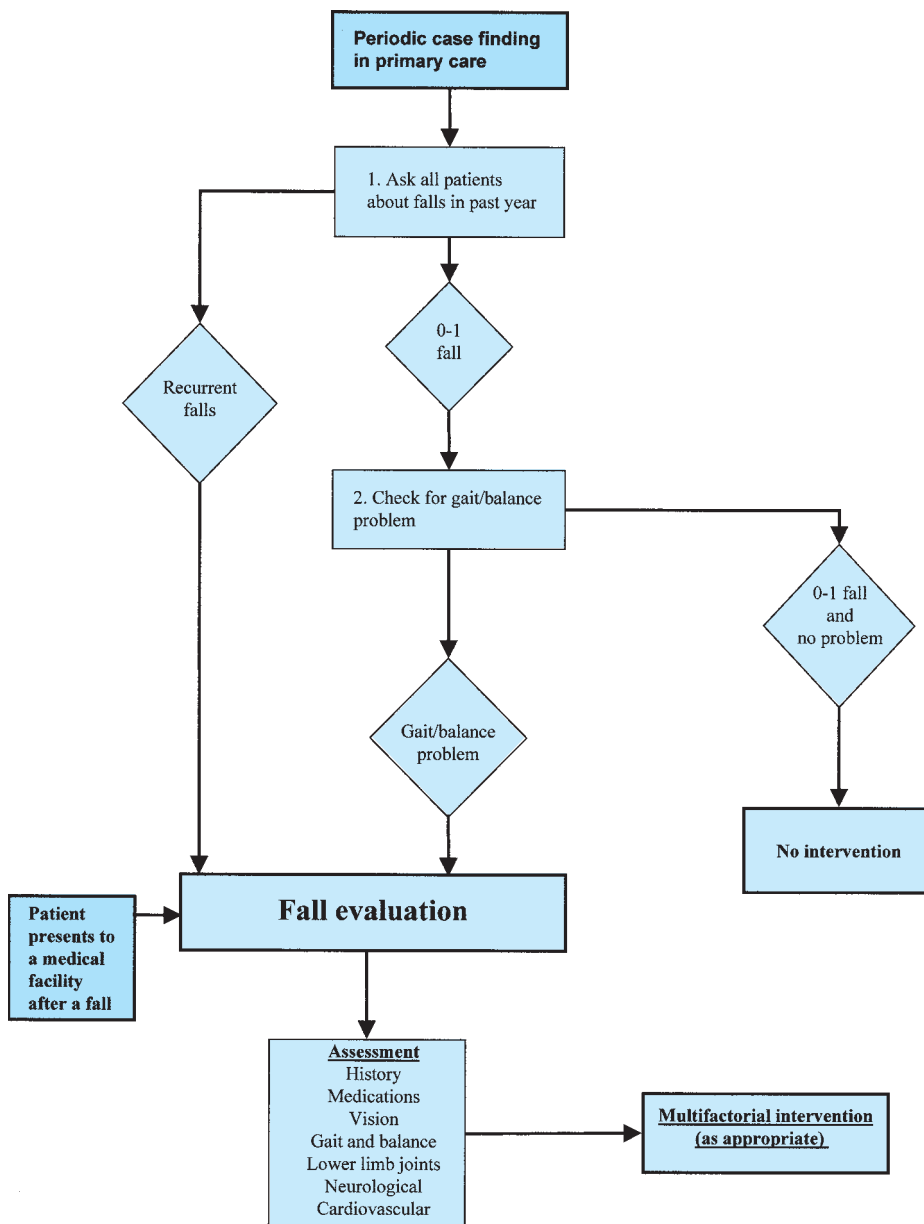 Periodic case finding
in primary care
1. Ask all patients
about falls in past year
0-1
fall
Recurrent
falls
2. Check for gait/balance
problem
0-1 fall
and
no problem
Gait/balance
problem
No intervention
Fall evaluation
Patient
presents to
a medical
facility
after a fall
Assessment
History
Medications
Vision
Gait and balance
Lower limb joints
Neurological
Cardiovascular
Multifactorial intervention
(as appropriate)